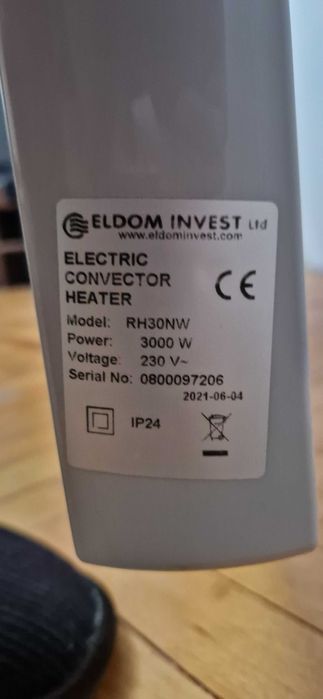 ELDOM INVEST Ltd
www.eldominvest.com
ELECTRIC
CONVECTOR
HEATER
CE
Model: RH30NW
Power: 3000 W
Voltage: 230 V~
Serial No: 0800097206
2021-06-04
IP24